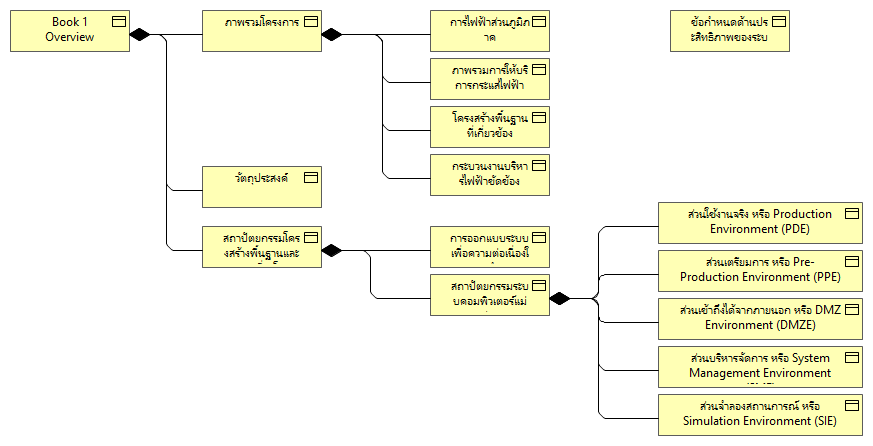 Book 1
Overview
ภาพรวมโครงการ
การไฟฟ้าส่วนภูมิภ
าค
ข้อกำหนดด้านปร
ะสิทธิภาพของระบ
ภาพรวมการให้บริ
การกระแสไฟฟ้า
โครงสร้างพื้นฐาน
ที่เกี่ยวข้อง
กระบวนงานบริหา
รไฟฟ้าขัดข้อง
วัตถุประสงค์
สถาปัตยกรรมโคร
งสร้างพื้นฐานและ
การออกแบบระบบ
เพื่อความต่อเนื่องใ
สถาปัตยกรรมระบ
บคอมพิวเตอร์แม่
ส่วนใช้งานจริง หรือ Production
Environment (PDE)
ส่วนเตรียมการ หรือ Pre-
Production Environment (PPE)
ส่วนเข้าถึงได้จากภายนอก หรือ DMZ
Environment (DMZE)
ส่วนบริหารจัดการ หรือ System
Management Environment
ส่วนจำลองสถานการณ์ หรือ
Simulation Environment (SIE)